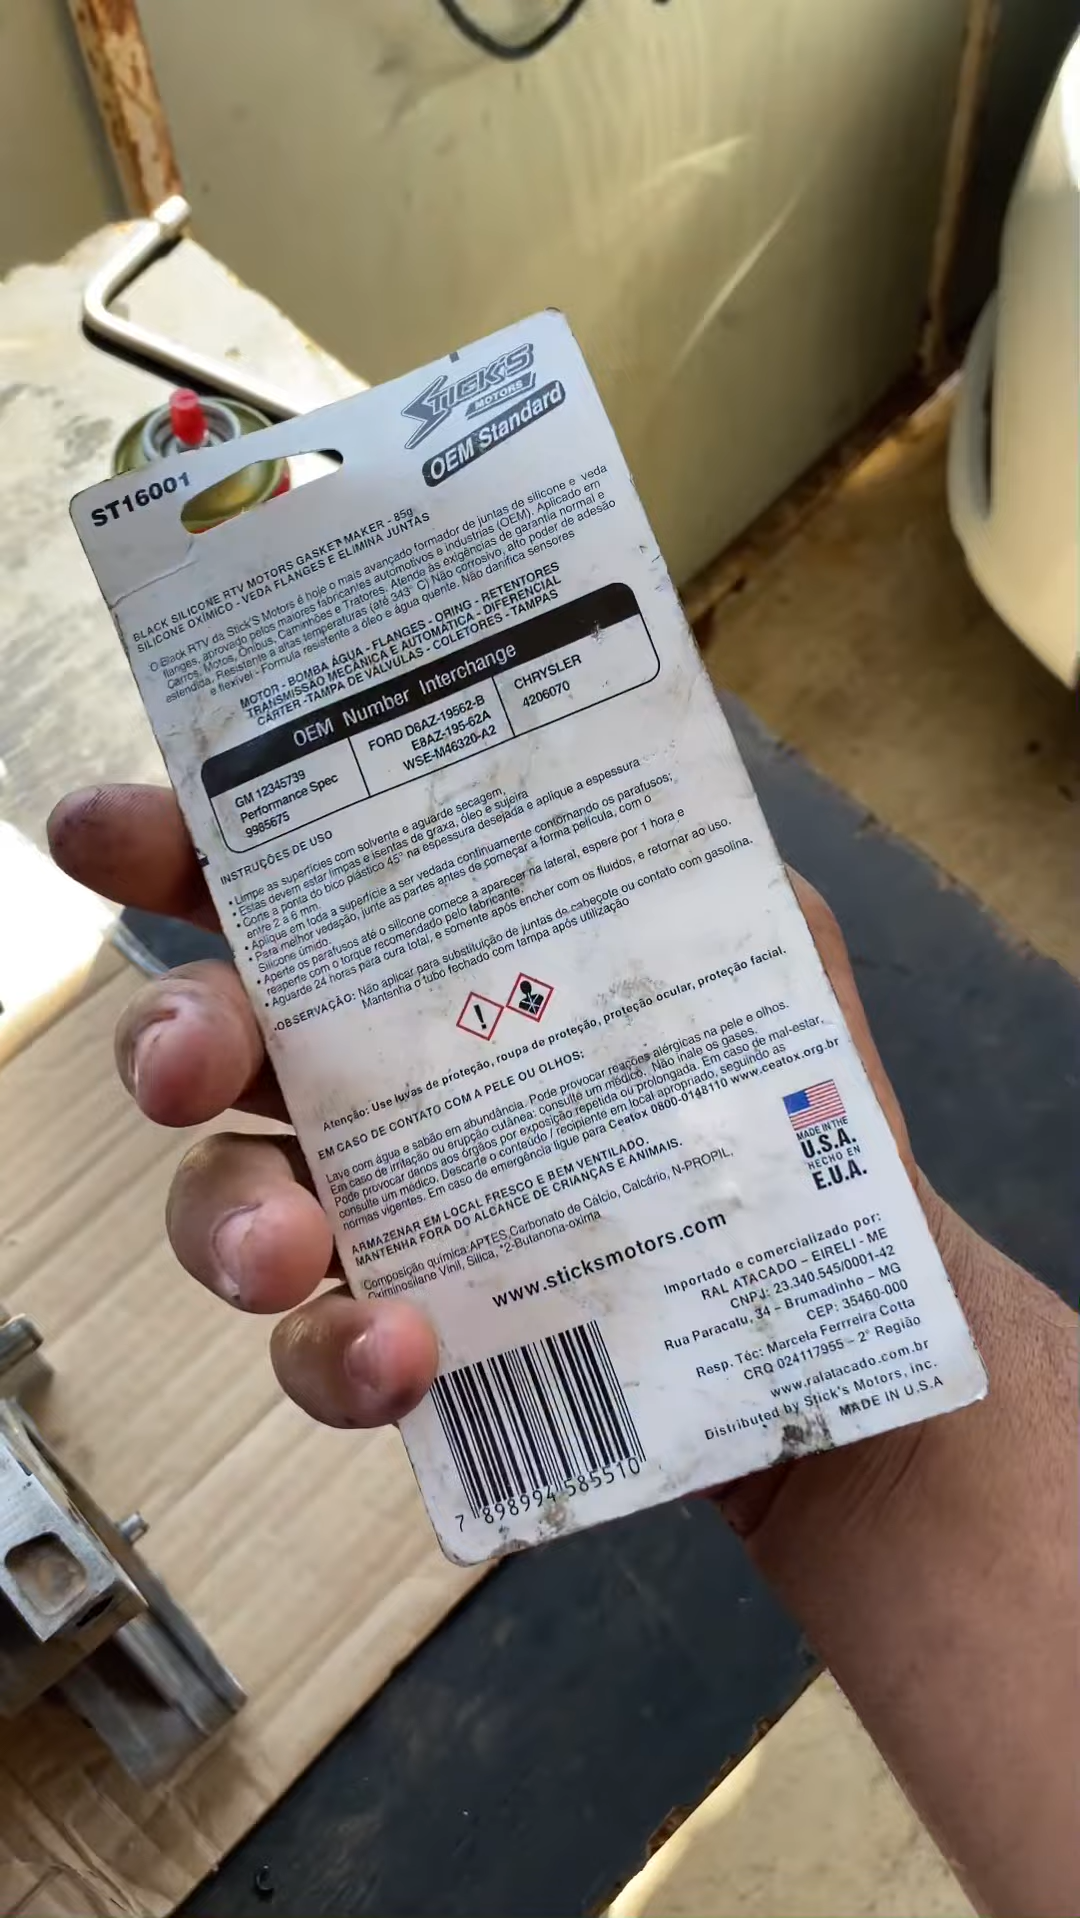 ST16001
STICK'S
MOTORS
OEM Standard
BLACK SILICONE RTV MOTORS GASKET MAKER - 85g
SILICONE OXÍMICO - VEDA FLANGES E ELIMINA JUNTAS
O Black RTV da Stick'S Motors é hoje o mais avançado formador de juntas de silicone e veda
flanges, aprovado pelos maiores fabricantes automotivos e industrias (OEM). Aplicado em
Carros, Motos, Ônibus, Caminhões e Tratores. Atende às exigências de garantia normal e
estendida. Resistente a altas temperaturas (até 343° C) Não corrosivo, alto poder de adesão
e flexível - Formula resistente a óleo e água quente. Não danifica sensores
MOTOR - BOMBA ÁGUA - FLANGES - ORING - RETENTORES
TRANSMISSÃO MECÂNICA E AUTOMÁTICA - DIFERENCIAL
CÁRTER -TAMPA DE VÁLVULAS - COLETORES - TAMPAS
OEM Number Interchange
GM 12345739
Performance Spec
9985675
FORD D6AZ-19562-B
E8AZ-195-62A
WSE-M46320-A2
CHRYSLER
4206070
INSTRUÇÕES DE USO
• Limpe as superfícies com solvente e aguarde secagem,
• Estas devem estar limpas e isentas de graxa, óleo e sujeira
• Corte a ponta do bico plástico 45° na espessura desejada e aplique a espessura
entre 2 a 6 mm.
• Aplique em toda a superfície a ser vedada continuamente contornando os parafusos;
• Para melhor vedação, junte as partes antes de começar a forma película, com o
Silicone úmido.
• Aperte os parafusos até o silicone comece a aparecer na lateral, espere por 1 hora e
reaperte com o torque recomendado pelo fabricante.
• Aguarde 24 horas para cura total, e somente após encher com os fluidos, e retornar ao uso.
.OBSERVAÇÃO: Não aplicar para substituição de juntas de cabeçote ou contato com gasolina.
Mantenha o tubo fechado com tampa após utilização
Atenção: Use luvas de proteção, roupa de proteção, proteção ocular, proteção facial.
EM CASO DE CONTATO COM A PELE OU OLHOS:
Lave com água e sabão em abundância. Pode provocar reações alérgicas na pele e olhos.
Em caso de irritação ou erupção cutânea: consulte um médico. Não inale os gases.
Pode provocar danos aos órgãos por exposição repetida ou prolongada. Em caso de mal-estar,
consulte um médico. Descarte o conteúdo / recipiente em local apropriado, seguindo as
normas vigentes. Em caso de emergência ligue para Ceatox 0800-0148110 www.ceatox.org.br
ARMAZENAR EM LOCAL FRESCO E BEM VENTILADO.
MANTENHA FORA DO ALCANCE DE CRIANÇAS E ANIMAIS.
Composição química:APTES,Carbonato de Cálcio, Calcário, N-PROPIL,
Oximinosilane Vinil, Silica, *2-Butanona-oxima
MADE IN THE
U.S.A.
HECHO EN
E.U.A.
www.sticksmotors.com
Importado e comercializado por:
RAL ATACADO – EIRELI - ME
CNPJ: 23.340.545/0001-42
Rua Paracatu, 34 – Brumadinho – MG
CEP: 35460-000
Resp. Téc: Marcela Ferrreira Cotta
CRQ 024117955 – 2° Região
www.ralatacado.com.br
Distributed by Stick's Motors, inc.
MADE IN U.S.A
7 898994 585510